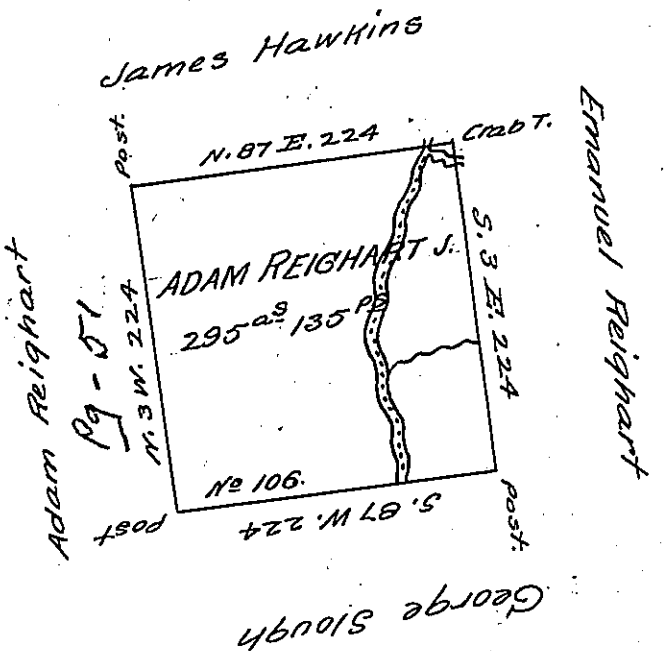 James Hawkins
Post.
N. 87 E. 224
Crab T.
Emanuel Reighart
S. 3 E. 224
ADAM REIGHART J.
295 as 135 ps
Adam Reighart
Pg - 51
N. 3 W. 224
No 106.
Post
S. 87 W. 224
Post.
George Slough